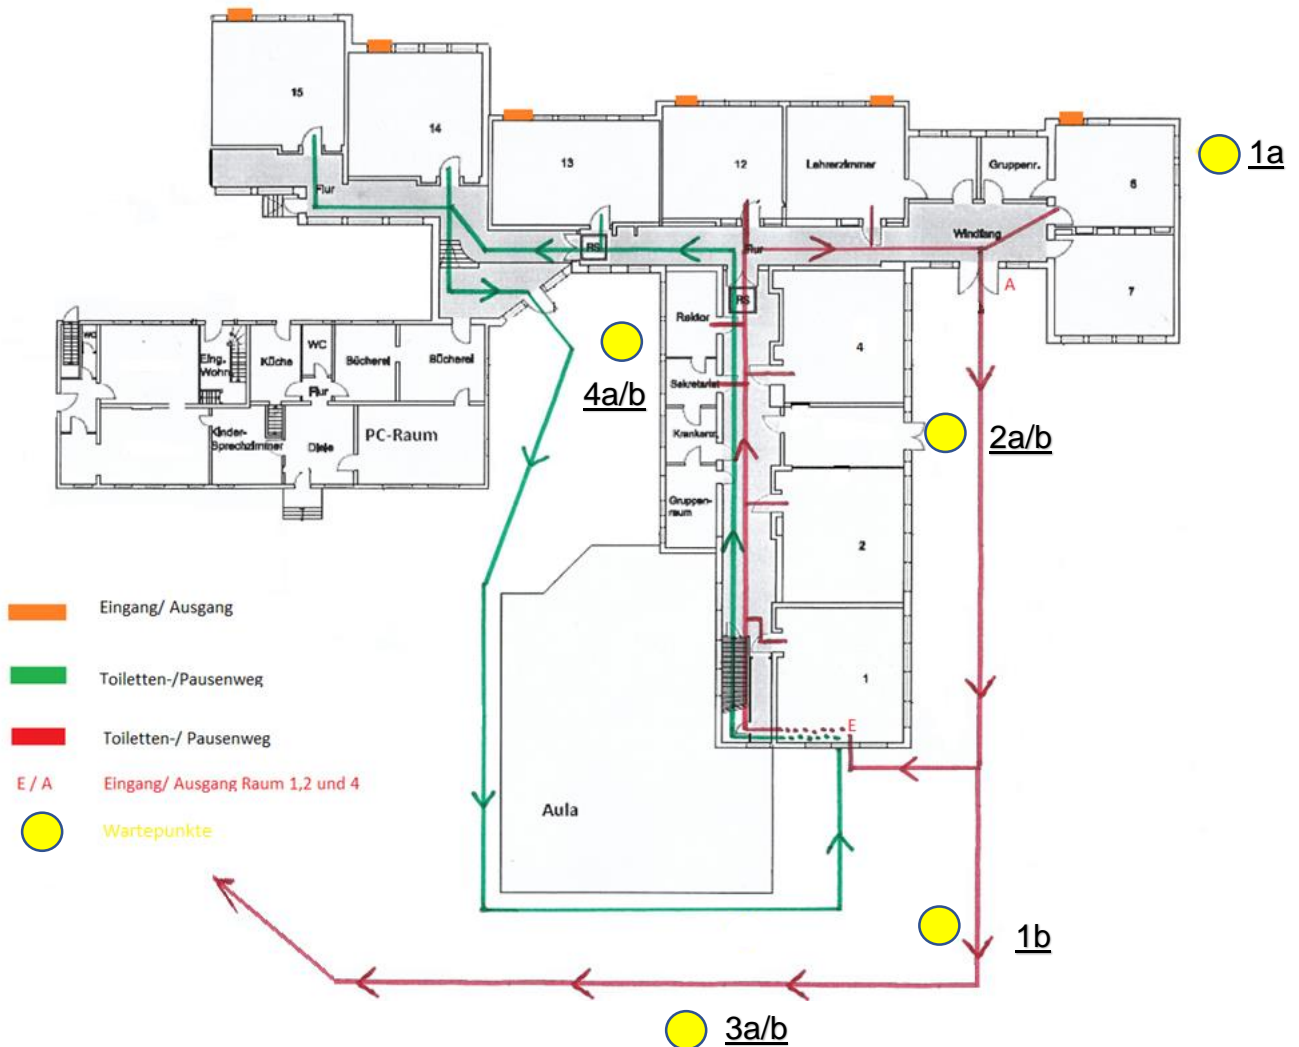 15
14
13
12
Lehrerzimmer
Gruppenr.
6
1a
Flur
RS
Flur
Windfang
A
7
RS
Rektor
4
4a/b
WC
Eing.
Wohn.
Küche
WC
Bücherei
Bücherei
Flur
Sekretariat
Kinder-
Sprechzimmer
Diele
PC-Raum
Krankenz.
2a/b
Gruppen-
raum
2
Eingang/ Ausgang
Toiletten-/Pausenweg
1
Toiletten-/ Pausenweg
E
E / A
Eingang/ Ausgang Raum 1,2 und 4
Aula
Wartepunkte
1b
3a/b